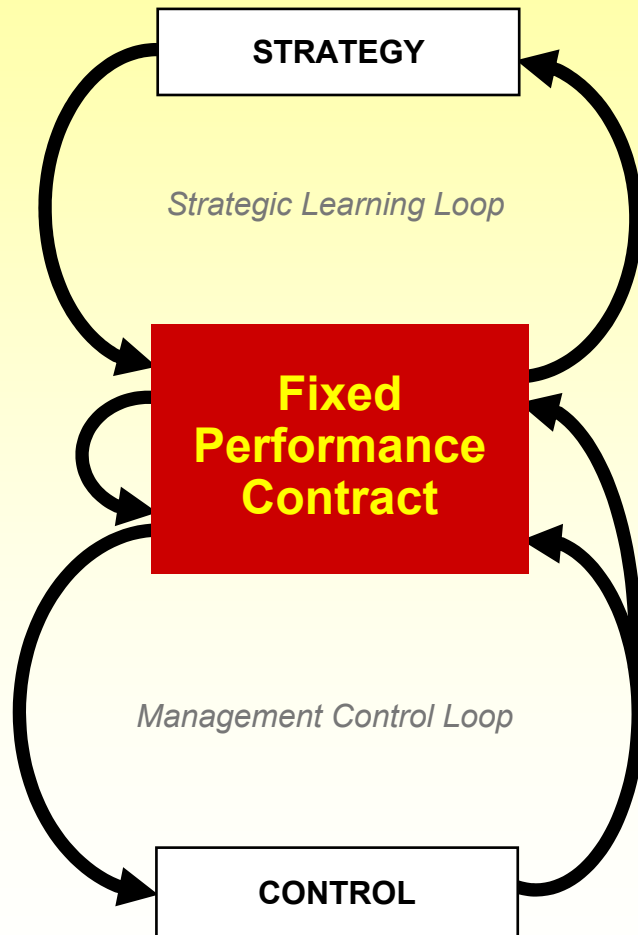 STRATEGY
Strategic Learning Loop
Fixed
Performance
Contract
Management Control Loop
CONTROL